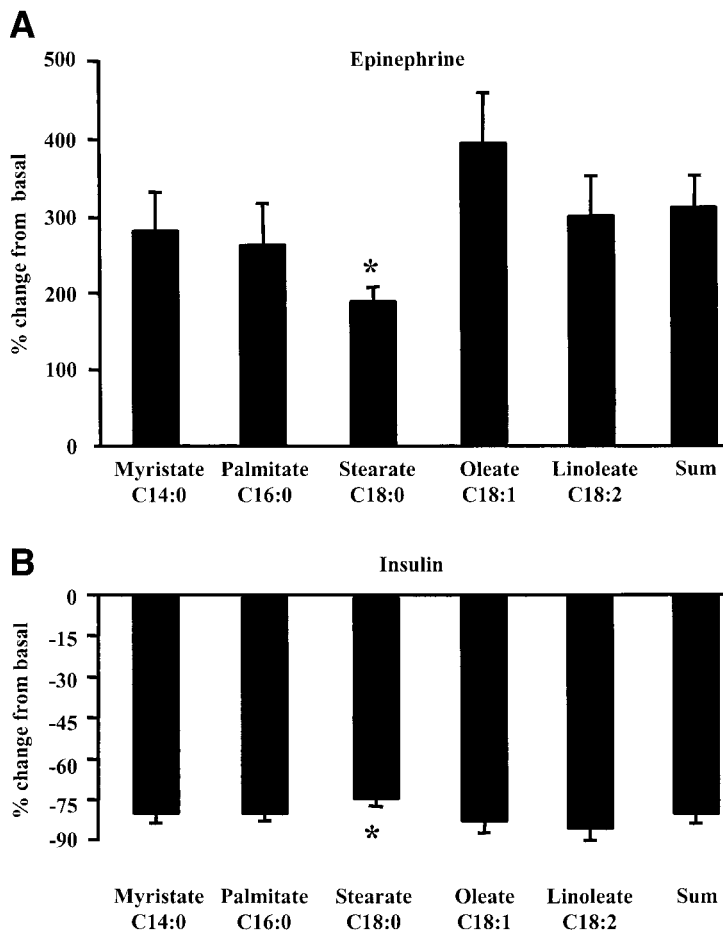 A
Epinephrine
500
400
300
200
100
0
% change from basal
*
Myristate Palmitate Stearate Oleate Linoleate Sum
C14:0 C16:0 C18:0 C18:1 C18:2
B
Insulin
0
-15
-30
-45
-60
-75
-90
% change from basal
*
Myristate Palmitate Stearate Oleate Linoleate Sum
C14:0 C16:0 C18:0 C18:1 C18:2